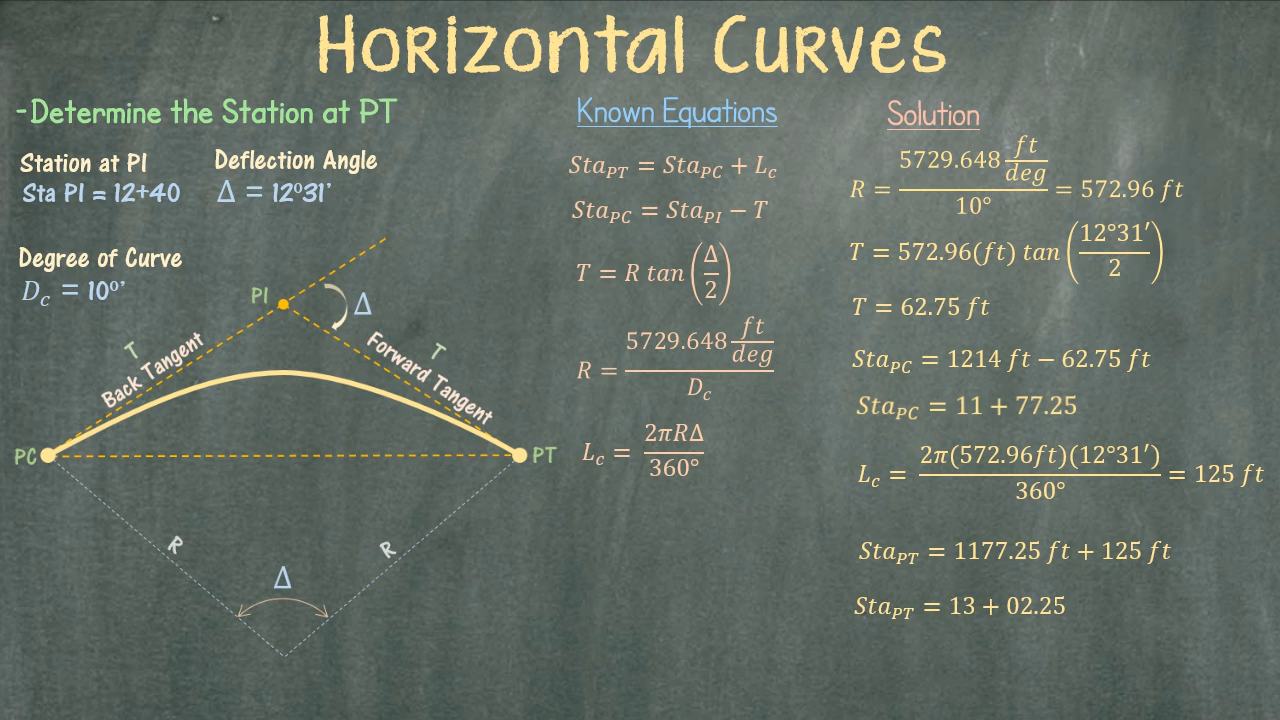 Horizontal Curves
-Determine the Station at PT
Station at PI
Sta PI = 12+40
Deflection Angle
Δ = 12º31'
Degree of Curve
D_c = 10º'
PI
Δ
T
Back Tangent
T
Forward Tangent
PC
PT
R
R
Δ
Known Equations
Sta_PT = Sta_PC + L_c
Sta_PC = Sta_PI − T
T = R tan (Δ/2)
R = (5729.648 ft/deg)/D_c
L_c = 2πRΔ/360°
Solution
R = (5729.648 ft/deg)/10° = 572.96 ft
T = 572.96(ft) tan (12°31′/2)
T = 62.75 ft
Sta_PC = 1214 ft − 62.75 ft
Sta_PC = 11 + 77.25
L_c = 2π(572.96ft)(12°31′)/360° = 125 ft
Sta_PT = 1177.25 ft + 125 ft
Sta_PT = 13 + 02.25